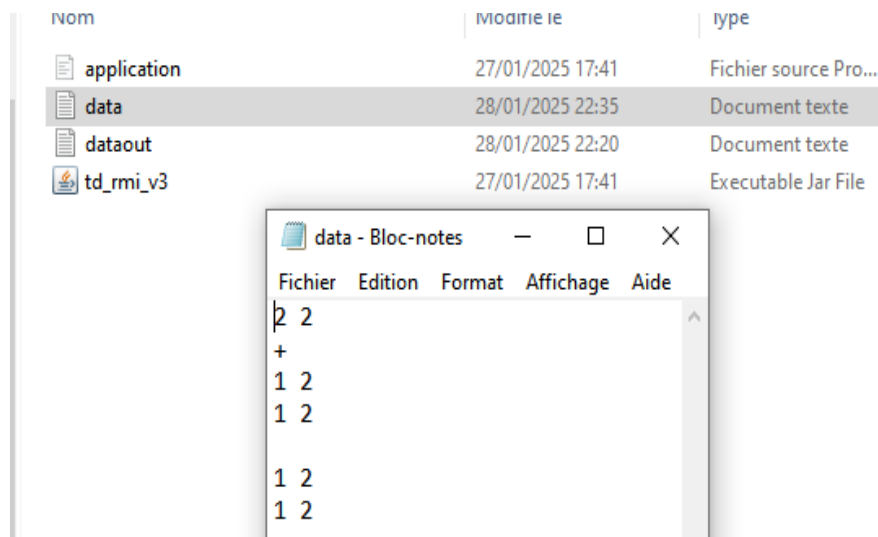 Nom Modifié le Type
application 27/01/2025 17:41 Fichier source Pro...
data 28/01/2025 22:35 Document texte
dataout 28/01/2025 22:20 Document texte
td_rmi_v3 27/01/2025 17:41 Executable Jar File
data - Bloc-notes
Fichier Edition Format Affichage Aide
2 2
+
1 2
1 2
1 2
1 2